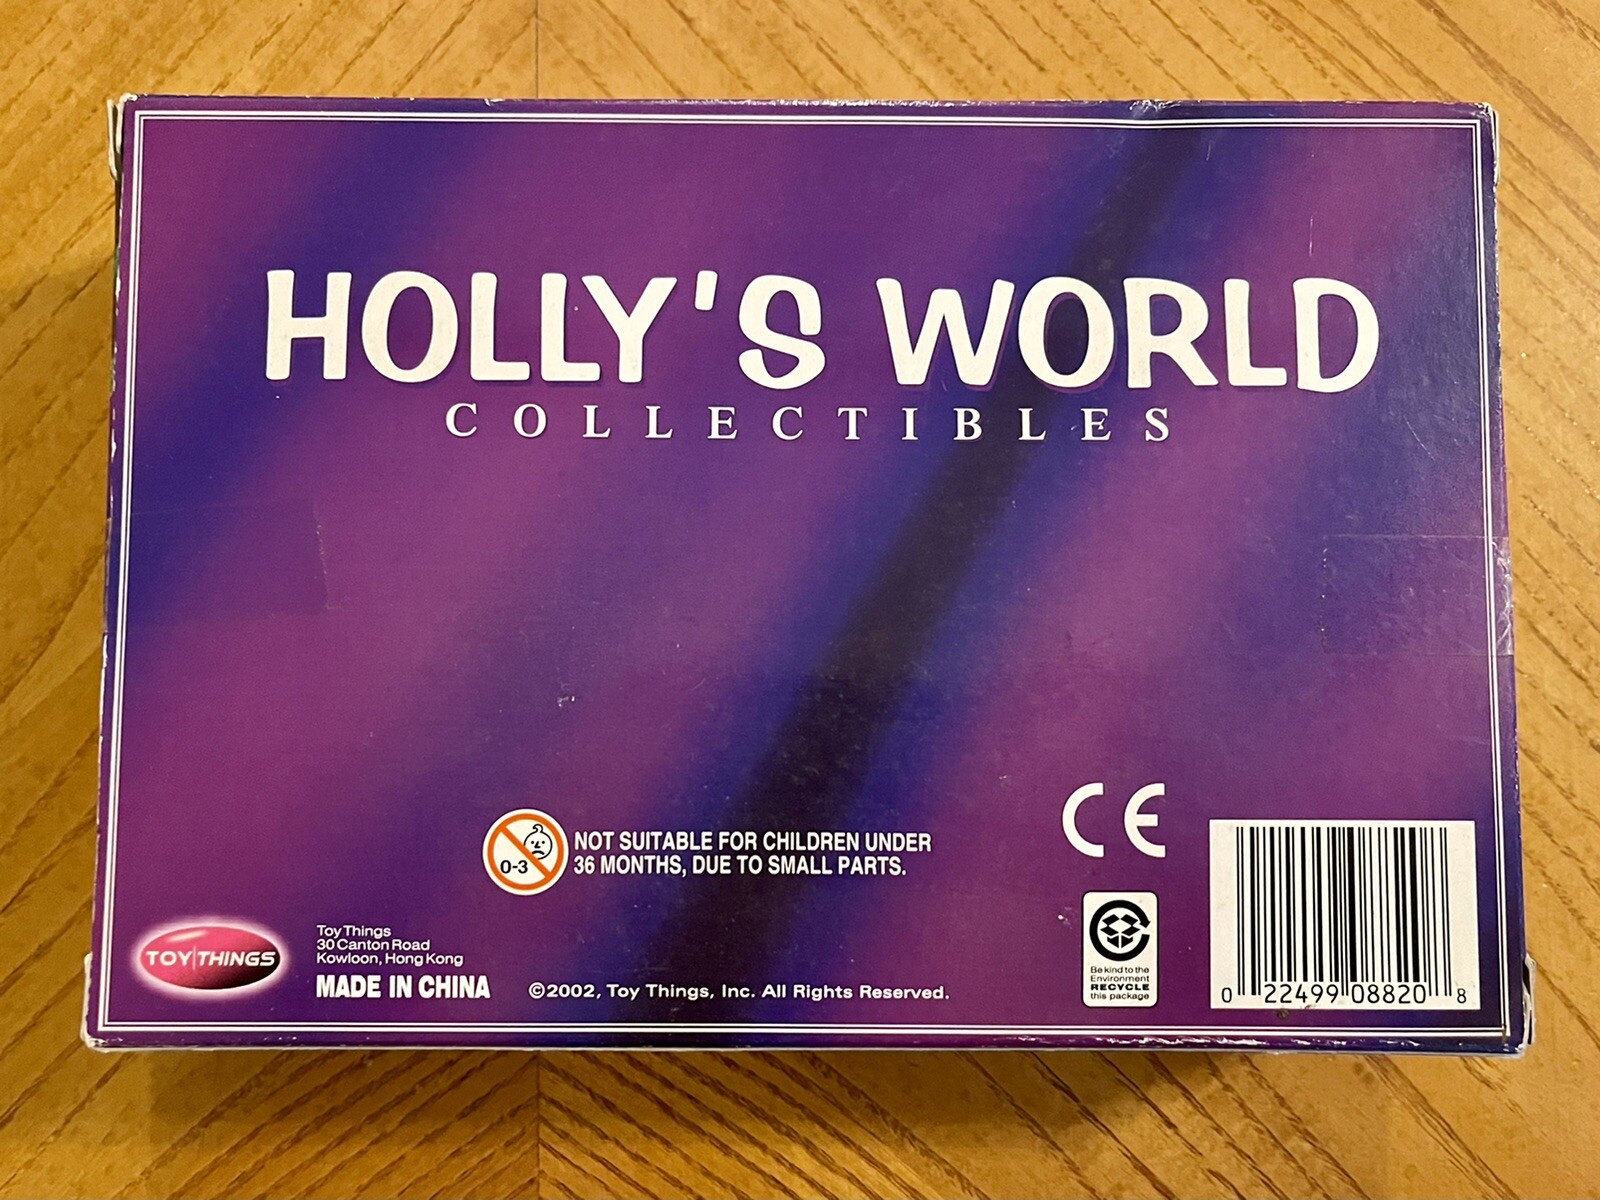 HOLLY'S WORLD
COLLECTIBLES
0-3
NOT SUITABLE FOR CHILDREN UNDER
36 MONTHS, DUE TO SMALL PARTS.
CE
TOY THINGS
Toy Things
30 Canton Road
Kowloon, Hong Kong
MADE IN CHINA
©2002, Toy Things, Inc. All Rights Reserved.
Be kind to the
Environment
RECYCLE
this package
0 22499 08820 8